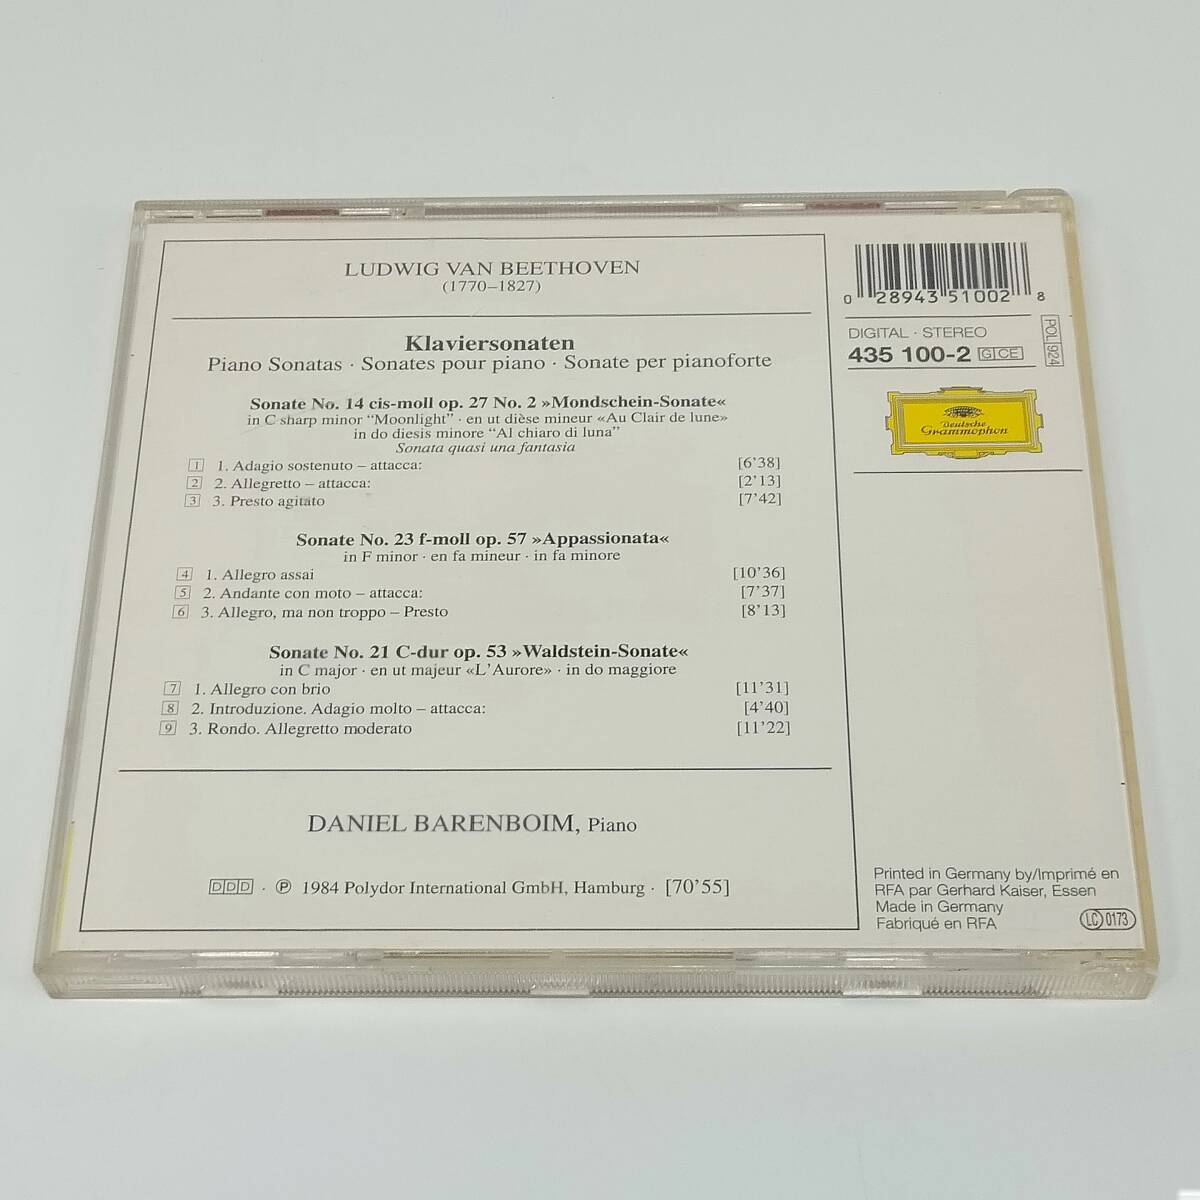 LUDWIG VAN BEETHOVEN
(1770–1827)
Klaviersonaten
Piano Sonatas · Sonates pour piano · Sonate per pianoforte
Sonate No. 14 cis-moll op. 27 No. 2 »Mondschein-Sonate«
in C sharp minor “Moonlight” · en ut dièse mineur «Au Clair de lune»
in do diesis minore “Al chiaro di luna”
Sonata quasi una fantasia
1 1. Adagio sostenuto – attacca: [6’38]
2 2. Allegretto – attacca: [2’13]
3 3. Presto agitato [7’42]
Sonate No. 23 f-moll op. 57 »Appassionata«
in F minor · en fa mineur · in fa minore
4 1. Allegro assai [10’36]
5 2. Andante con moto – attacca: [7’37]
6 3. Allegro, ma non troppo – Presto [8’13]
Sonate No. 21 C-dur op. 53 »Waldstein-Sonate«
in C major · en ut majeur «L’Aurore» · in do maggiore
7 1. Allegro con brio [11’31]
8 2. Introduzione. Adagio molto – attacca: [4’40]
9 3. Rondo. Allegretto moderato [11’22]
DANIEL BARENBOIM, Piano
DDD · ℗ 1984 Polydor International GmbH, Hamburg · [70’55]
0 28943 51002 8
DIGITAL · STEREO
435 100-2 G CE
POL 924
Deutsche
Grammophon
Printed in Germany by/Imprimé en
RFA par Gerhard Kaiser, Essen
Made in Germany
Fabriqué en RFA
LC 0173